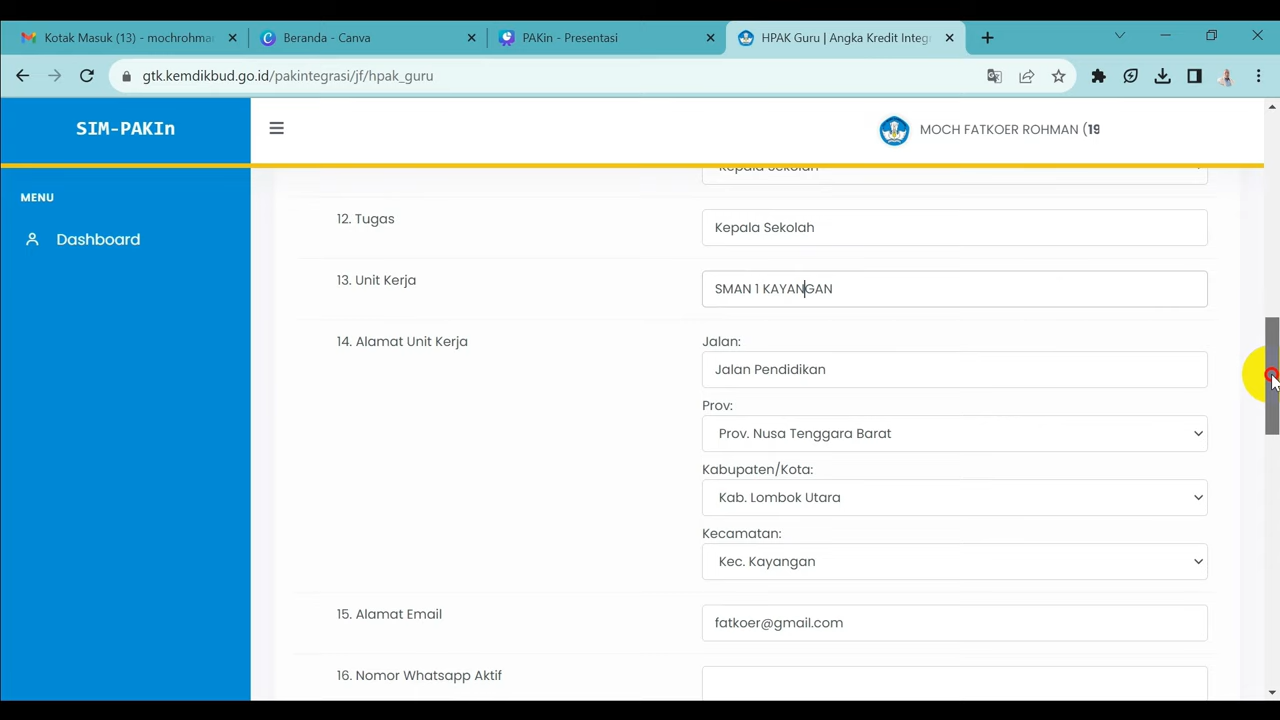 Kotak Masuk (13) - mochrohma
Beranda - Canva
PAKin - Presentasi
HPAK Guru | Angka Kredit Integ
gtk.kemdikbud.go.id/pakintegrasi/jf/hpak_guru
SIM-PAKIn
MOCH FATKOER ROHMAN (19
MENU
Dashboard
Kepala Sekolah
12. Tugas
Kepala Sekolah
13. Unit Kerja
SMAN 1 KAYANGAN
14. Alamat Unit Kerja
Jalan:
Jalan Pendidikan
Prov:
Prov. Nusa Tenggara Barat
Kabupaten/Kota:
Kab. Lombok Utara
Kecamatan:
Kec. Kayangan
15. Alamat Email
fatkoer@gmail.com
16. Nomor Whatsapp Aktif